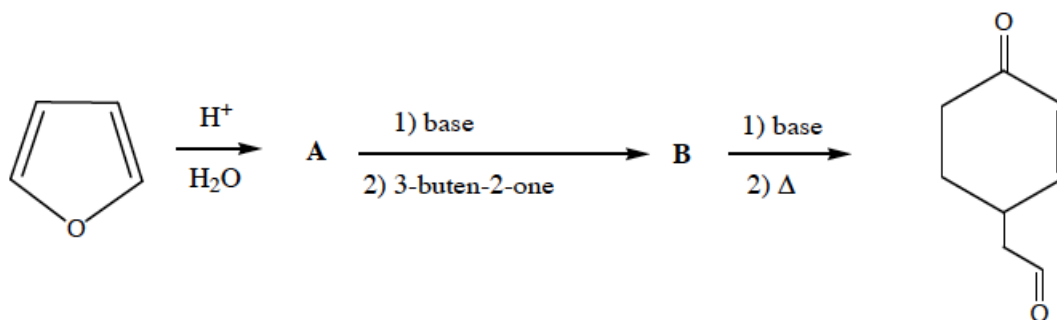 O
H⁺
H₂O
A
1) base
2) 3-buten-2-one
B
1) base
2) Δ
O
O